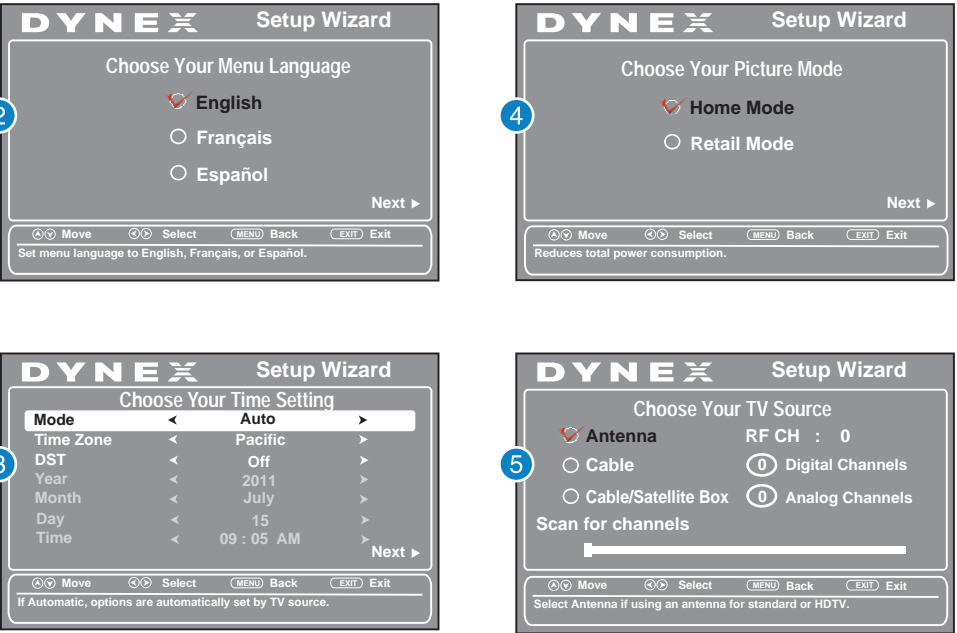 2
DYNEX Setup Wizard
Choose Your Menu Language
English
Français
Español
Next
Move Select MENU Back EXIT Exit
Set menu language to English, Français, or Español.
3
DYNEX Setup Wizard
Choose Your Time Setting
Mode Auto
Time Zone Pacific
DST Off
Year 2011
Month July
Day 15
Time 09 : 05 AM
Next
Move Select MENU Back EXIT Exit
If Automatic, options are automatically set by TV source.
4
DYNEX Setup Wizard
Choose Your Picture Mode
Home Mode
Retail Mode
Next
Move Select MENU Back EXIT Exit
Reduces total power consumption.
5
DYNEX Setup Wizard
Choose Your TV Source
Antenna RF CH : 0
Cable 0 Digital Channels
Cable/Satellite Box 0 Analog Channels
Scan for channels
Move Select MENU Back EXIT Exit
Select Antenna if using an antenna for standard or HDTV.